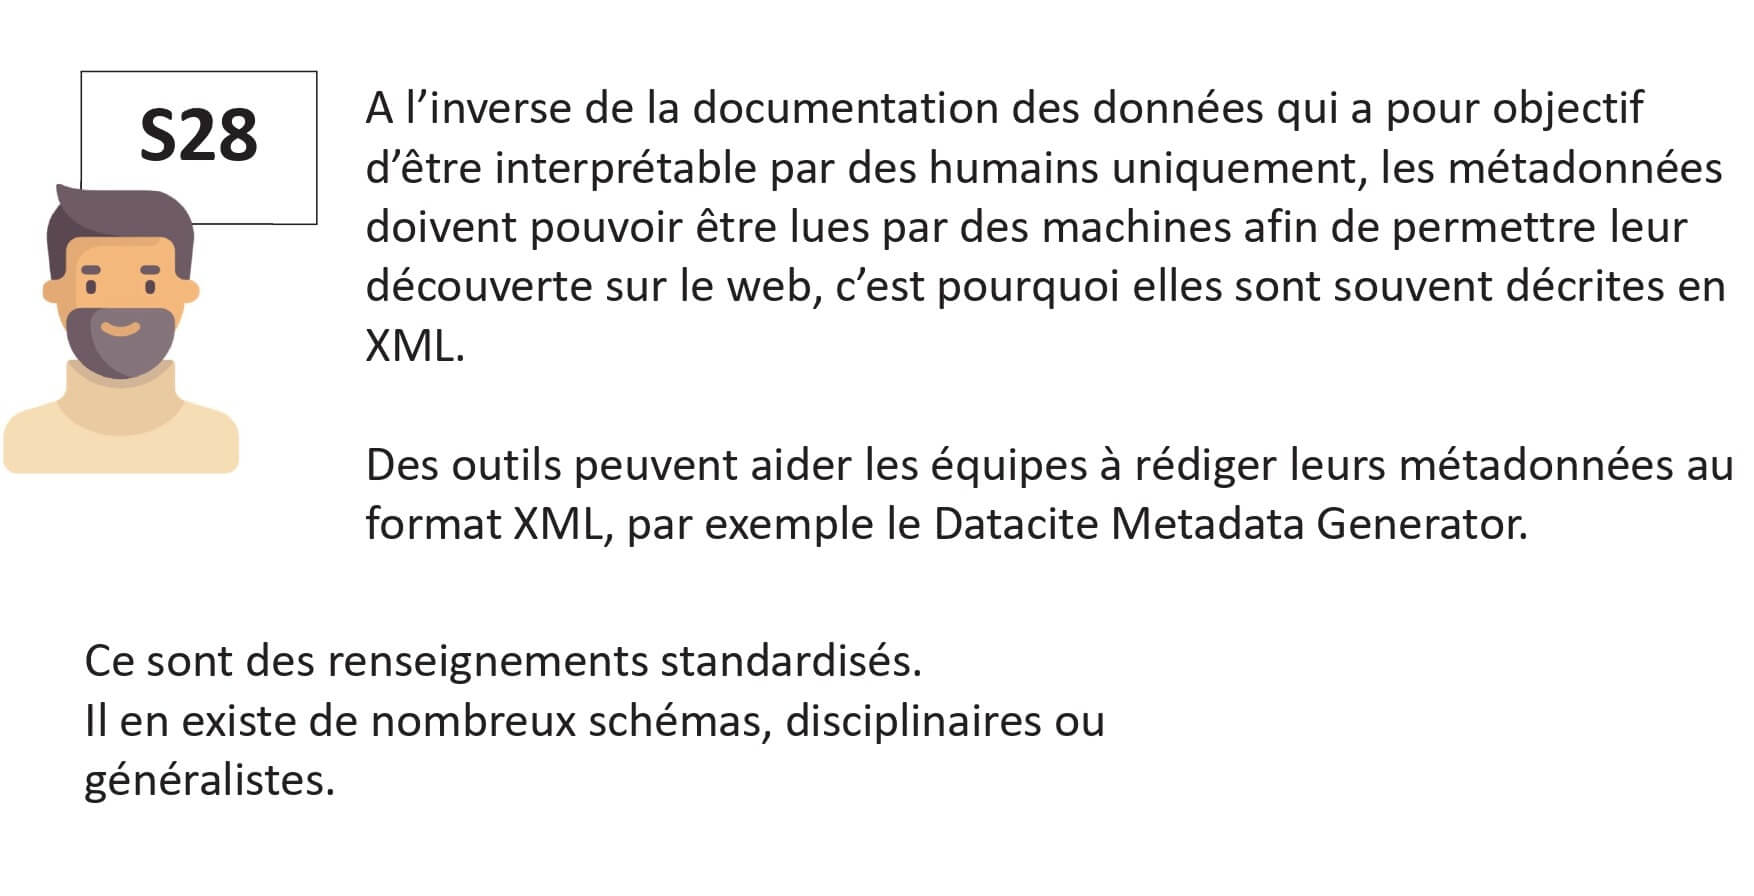 S28
A l’inverse de la documentation des données qui a pour objectif
d’être interprétable par des humains uniquement, les métadonnées
doivent pouvoir être lues par des machines afin de permettre leur
découverte sur le web, c’est pourquoi elles sont souvent décrites en
XML.
Des outils peuvent aider les équipes à rédiger leurs métadonnées au
format XML, par exemple le Datacite Metadata Generator.
Ce sont des renseignements standardisés.
Il en existe de nombreux schémas, disciplinaires ou
généralistes.